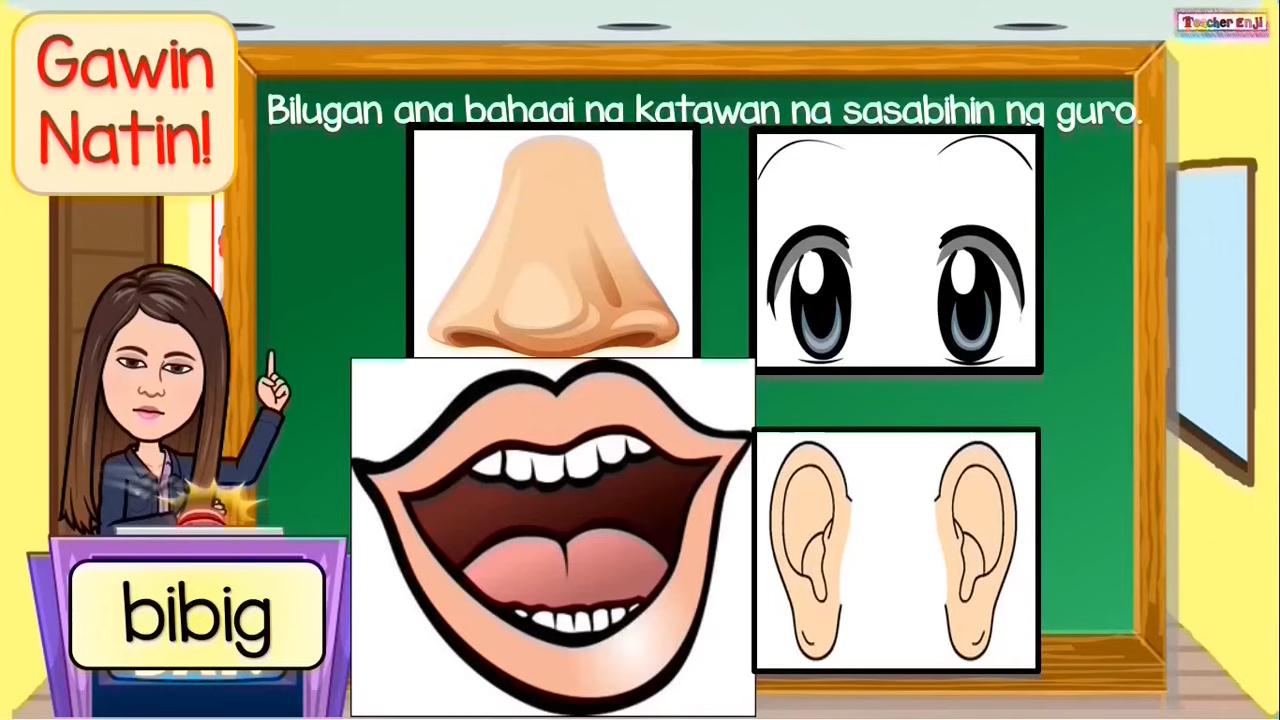 Gawin
Natin!
Teacher Enji
Bilugan ang bahagi ng katawan na sasabihin ng guro.
bibig